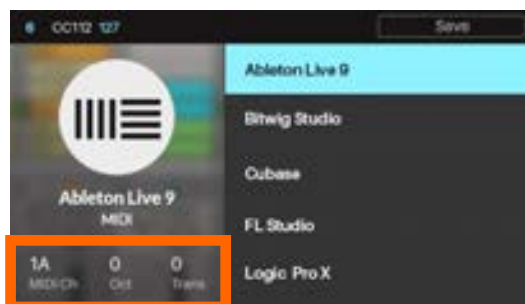 6 CC112 127
Save
Ableton Live 9
MIDI
1A 0 0
MIDI Ch Oct Trans
Ableton Live 9
Bitwig Studio
Cubase
FL Studio
Logic Pro X